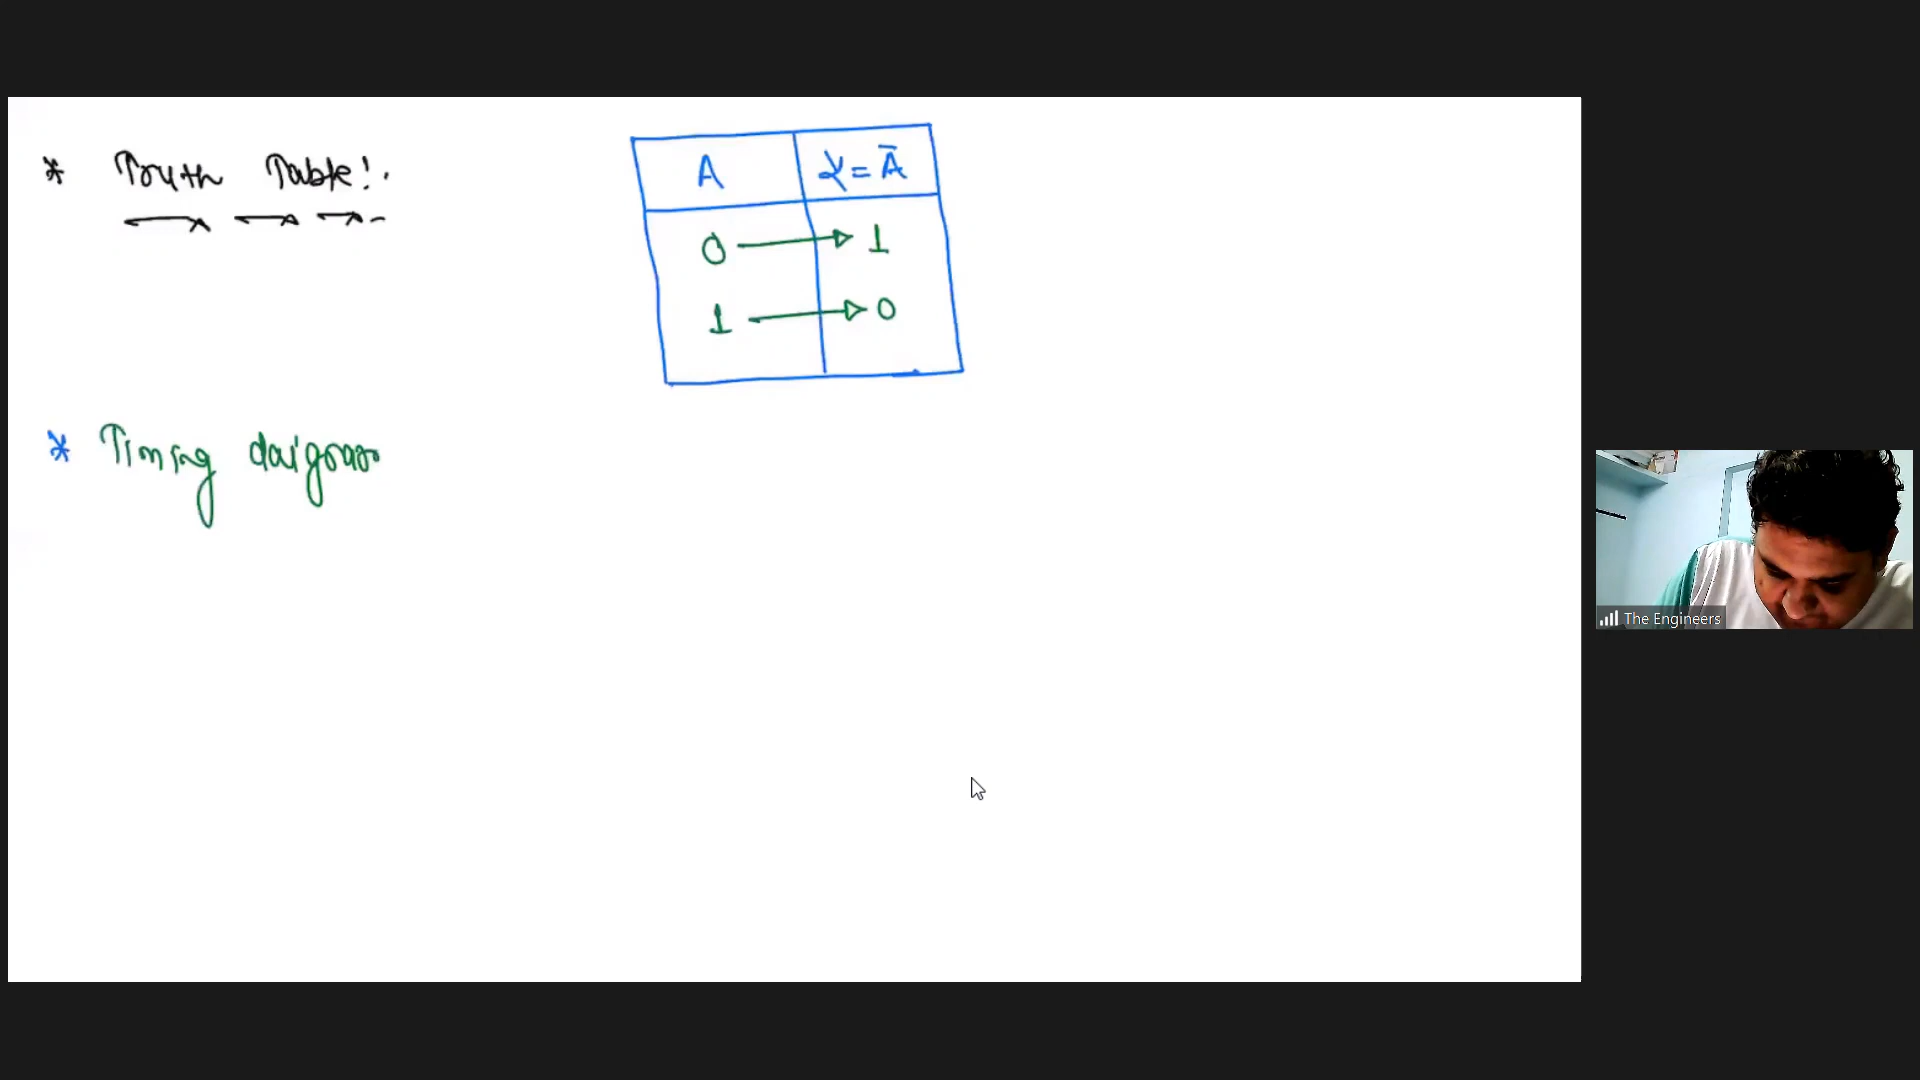 * Truth Table:
A Y = Ā
0 → 1
1 → 0
* Timing daigram
The Engineers